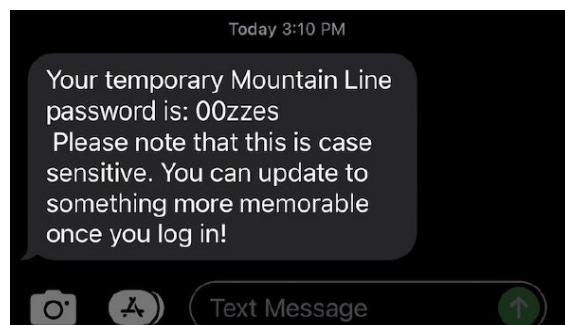 Today 3:10 PM
Your temporary Mountain Line
password is: 00zzes
Please note that this is case
sensitive. You can update to
something more memorable
once you log in!
Text Message